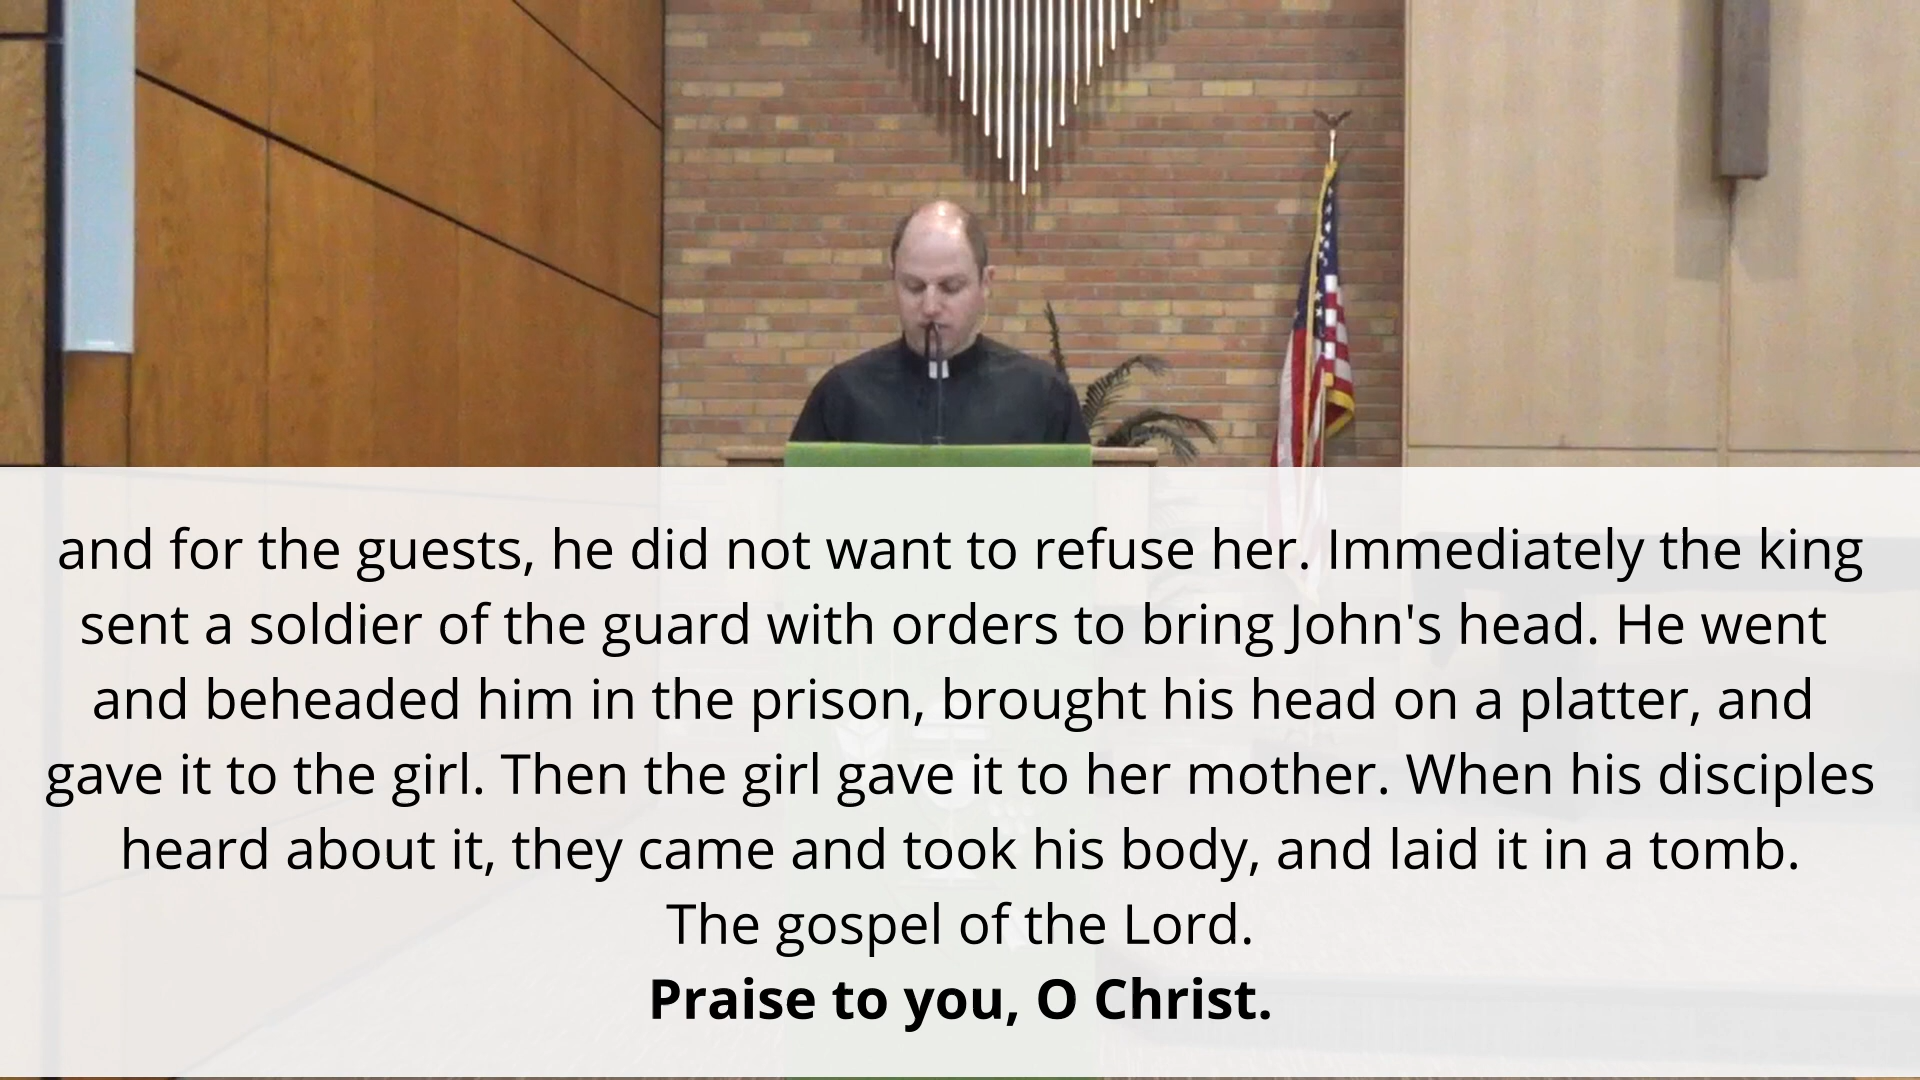 and for the guests, he did not want to refuse her. Immediately the king
sent a soldier of the guard with orders to bring John's head. He went
and beheaded him in the prison, brought his head on a platter, and
gave it to the girl. Then the girl gave it to her mother. When his disciples
heard about it, they came and took his body, and laid it in a tomb.
The gospel of the Lord.
Praise to you, O Christ.